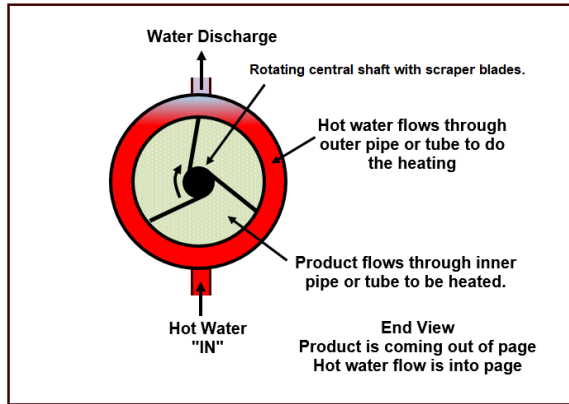 Water Discharge
Rotating central shaft with scraper blades.
Hot water flows through
outer pipe or tube to do
the heating
Product flows through inner
pipe or tube to be heated.
Hot Water
"IN"
End View
Product is coming out of page
Hot water flow is into page